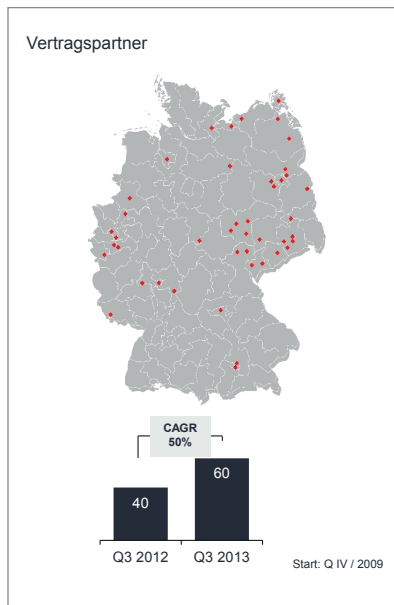 Vertragspartner
CAGR
50%
60
40
Q3 2012
Q3 2013
Start: Q IV / 2009